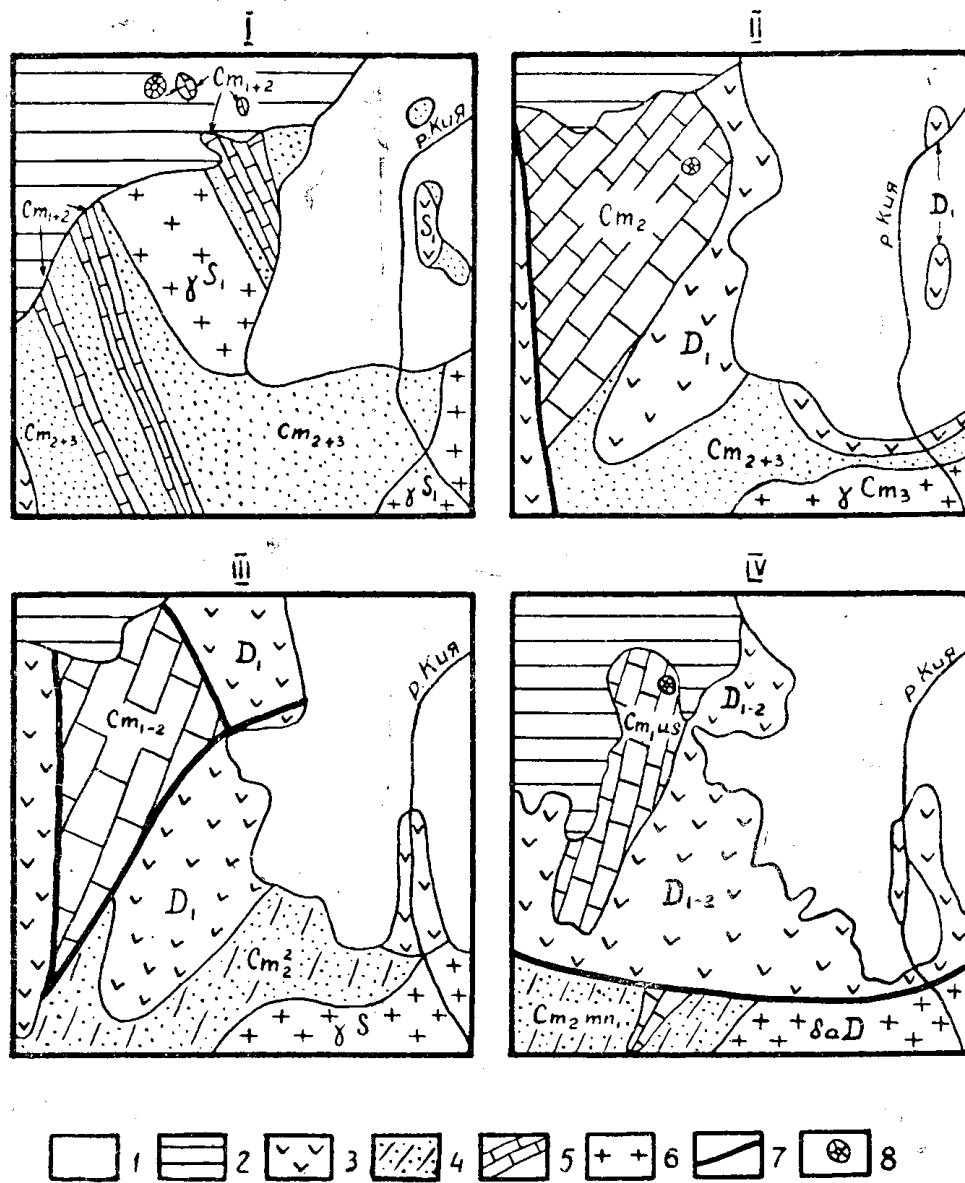 I
II
Cm₁₊₂
р. Кия
Cm₁₊₂
S₁
γS₁
Cm₂₊₃
Cm₂₊₃
γS₁
Cm₂
р. Кия
D₁
D₁
Cm₂₊₃
γCm₃
III
IV
D₁
р. Кия
Cm₁₋₂
D₁
Cm₂²
γS
р. Кия
D₁₋₂
Cm₁us
D₁₋₂
Cm₂mn
δaD
1 2 3 4 5 6 7 8